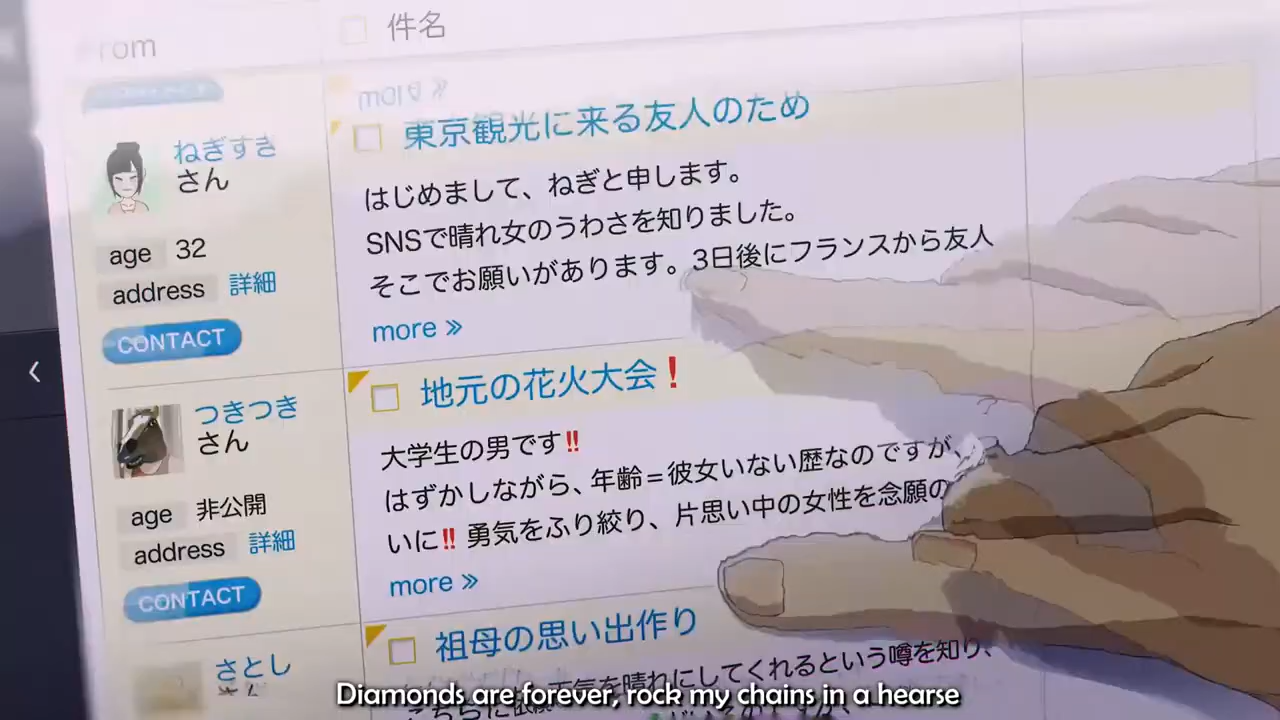 件名
more »
ねぎすき
さん
age 32
address 詳細
CONTACT
東京観光に来る友人のため
はじめまして、ねぎと申します。
SNSで晴れ女のうわさを知りました。
そこでお願いがあります。3日後にフランスから友人
more »
つきつき
さん
age 非公開
address 詳細
CONTACT
地元の花火大会❗
大学生の男です‼
はずかしながら、年齢=彼女いない歴なのですが、
いに‼勇気をふり絞り、片思い中の女性を念願の
more »
さとし
さん
祖母の思い出作り
天気を晴れにしてくれるという噂を知り、
Diamonds are forever, rock my chains in a hearse